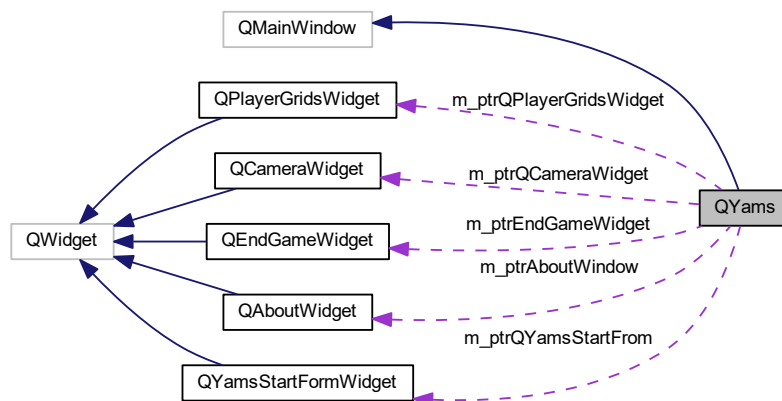 QMainWindow
QPlayerGridsWidget
m_ptrQPlayerGridsWidget
QCameraWidget
m_ptrQCameraWidget
QYams
m_ptrEndGameWidget
QWidget
QEndGameWidget
m_ptrAboutWindow
QAboutWidget
m_ptrQYamsStartFrom
QYamsStartFormWidget